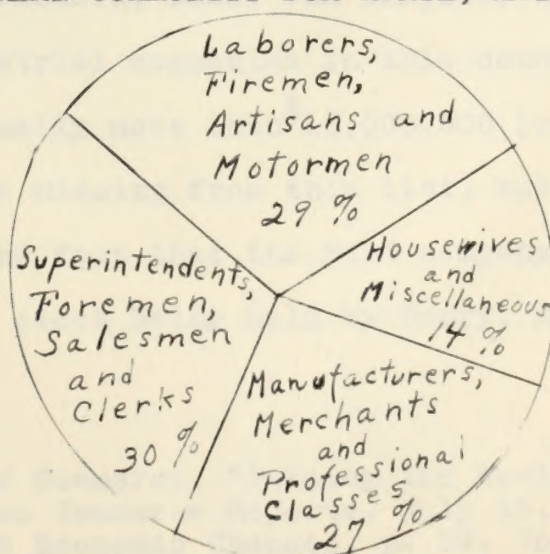 Laborers,
Firemen,
Artisans and
Motormen
29 %
Housewives
and
Miscellaneous
14 %
Superintendents,
Foremen,
Salesmen
and
Clerks
30 %
Manufacturers,
Merchants
and
Professional
Classes
27 %